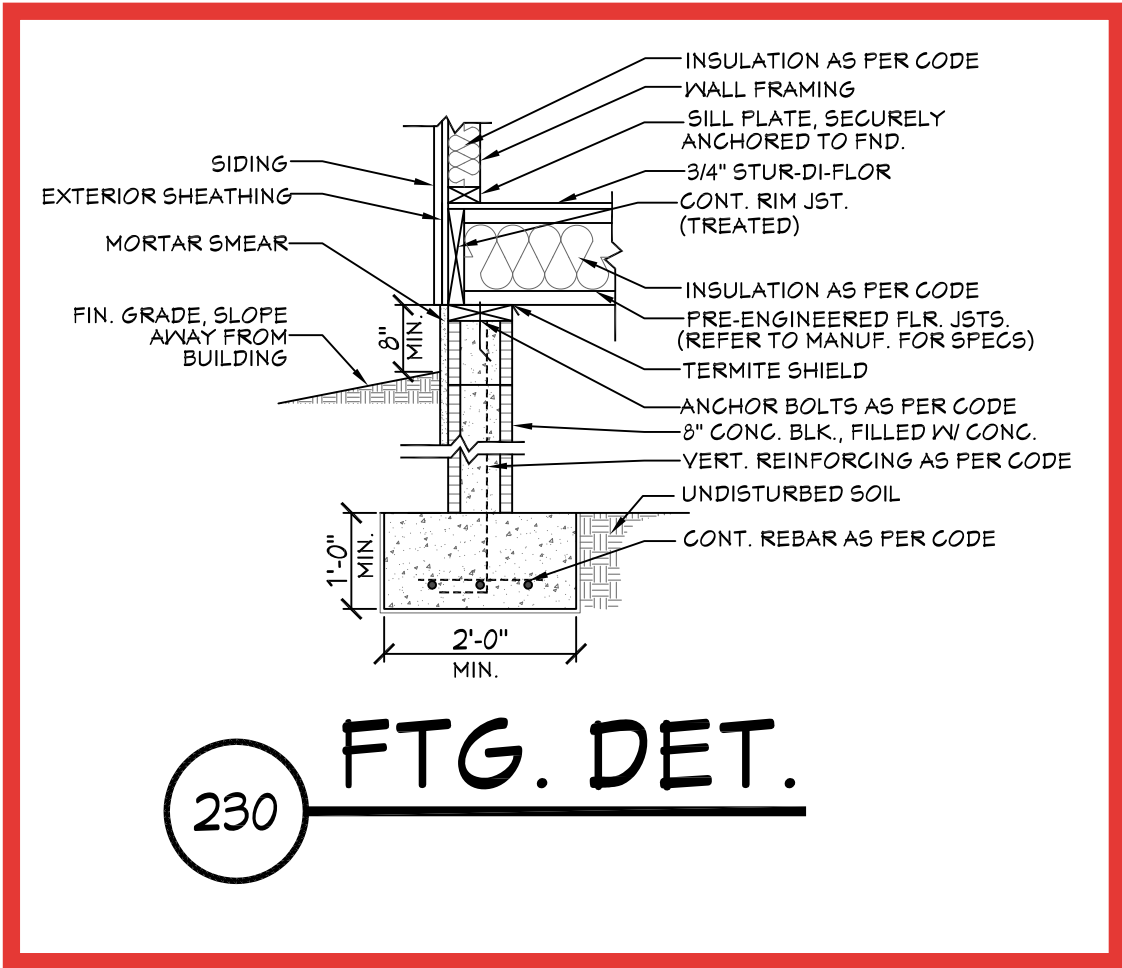 INSULATION AS PER CODE
WALL FRAMING
SILL PLATE, SECURELY
ANCHORED TO FND.
3/4" STUR-DI-FLOR
CONT. RIM JST.
(TREATED)
INSULATION AS PER CODE
PRE-ENGINEERED FLR. JSTS.
(REFER TO MANUF. FOR SPECS)
TERMITE SHIELD
ANCHOR BOLTS AS PER CODE
8" CONC. BLK., FILLED W/ CONC.
VERT. REINFORCING AS PER CODE
UNDISTURBED SOIL
CONT. REBAR AS PER CODE
SIDING
EXTERIOR SHEATHING
MORTAR SMEAR
FIN. GRADE, SLOPE
AWAY FROM
BUILDING
8"
MIN.
1'-0"
MIN.
2'-0"
MIN.
FTG. DET.
230